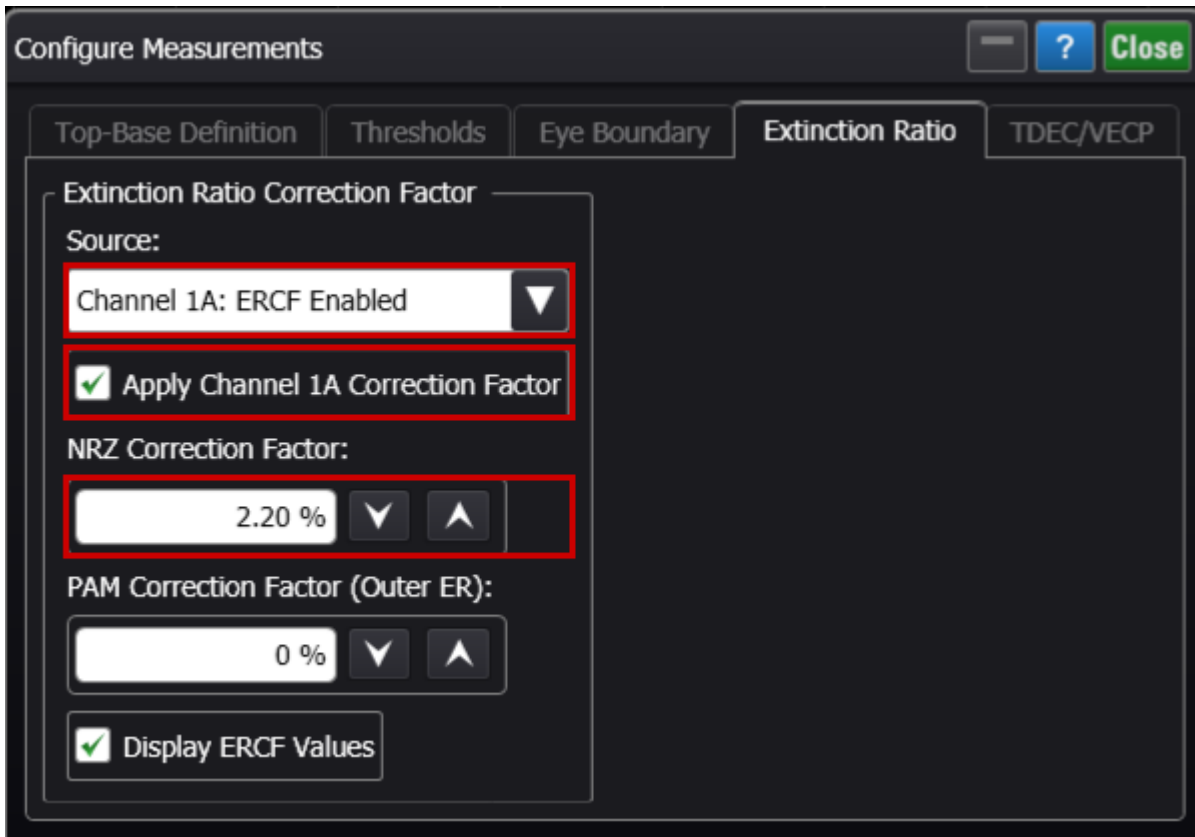 Configure Measurements
?
Close
Top-Base Definition
Thresholds
Eye Boundary
Extinction Ratio
TDEC/VECP
Extinction Ratio Correction Factor
Source:
Channel 1A: ERCF Enabled
Apply Channel 1A Correction Factor
NRZ Correction Factor:
2.20 %
PAM Correction Factor (Outer ER):
0 %
Display ERCF Values